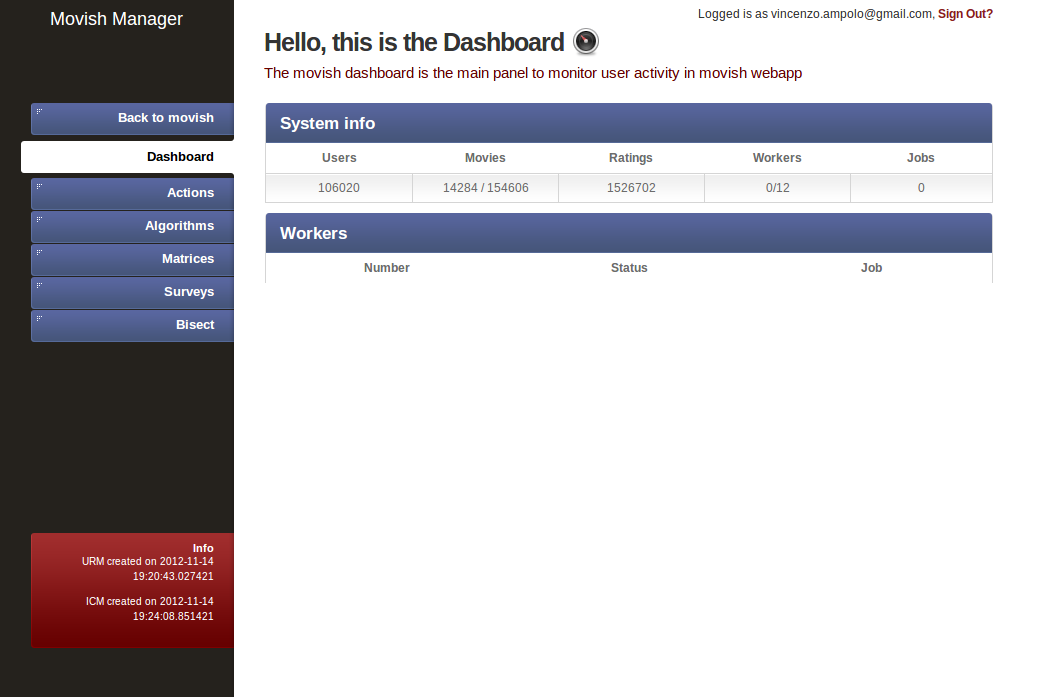 Movish Manager
Logged is as vincenzo.ampolo@gmail.com, Sign Out?
Hello, this is the Dashboard
The movish dashboard is the main panel to monitor user activity in movish webapp
Back to movish
Dashboard
Actions
Algorithms
Matrices
Surveys
Bisect
System info
Users Movies Ratings Workers Jobs
106020 14284 / 154606 1526702 0/12 0
Workers
Number Status Job
Info
URM created on 2012-11-14
19:20:43.027421
ICM created on 2012-11-14
19:24:08.851421